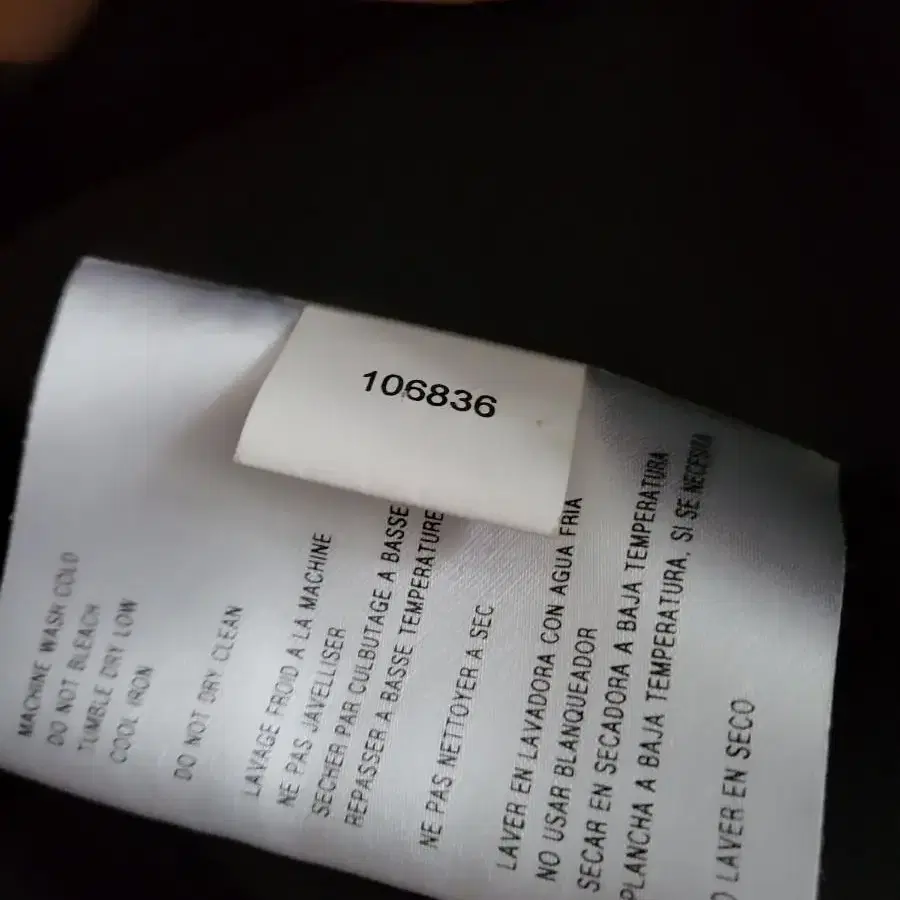 106836
MACHINE WASH COLD
DO NOT BLEACH
TUMBLE DRY LOW
COOL IRON
DO NOT DRY CLEAN
LAVAGE FROID A LA MACHINE
NE PAS JAVELLISER
SECHER PAR CULBUTAGE A BASSE
REPASSER A BASSE TEMPERATURE
NE PAS NETTOYER A SEC
LAVER EN LAVADORA CON AGUA FRIA
NO USAR BLANQUEADOR
SECAR EN SECADORA A BAJA TEMPERATURA
PLANCHA A BAJA TEMPERATURA, SI SE
LAVER EN SECO